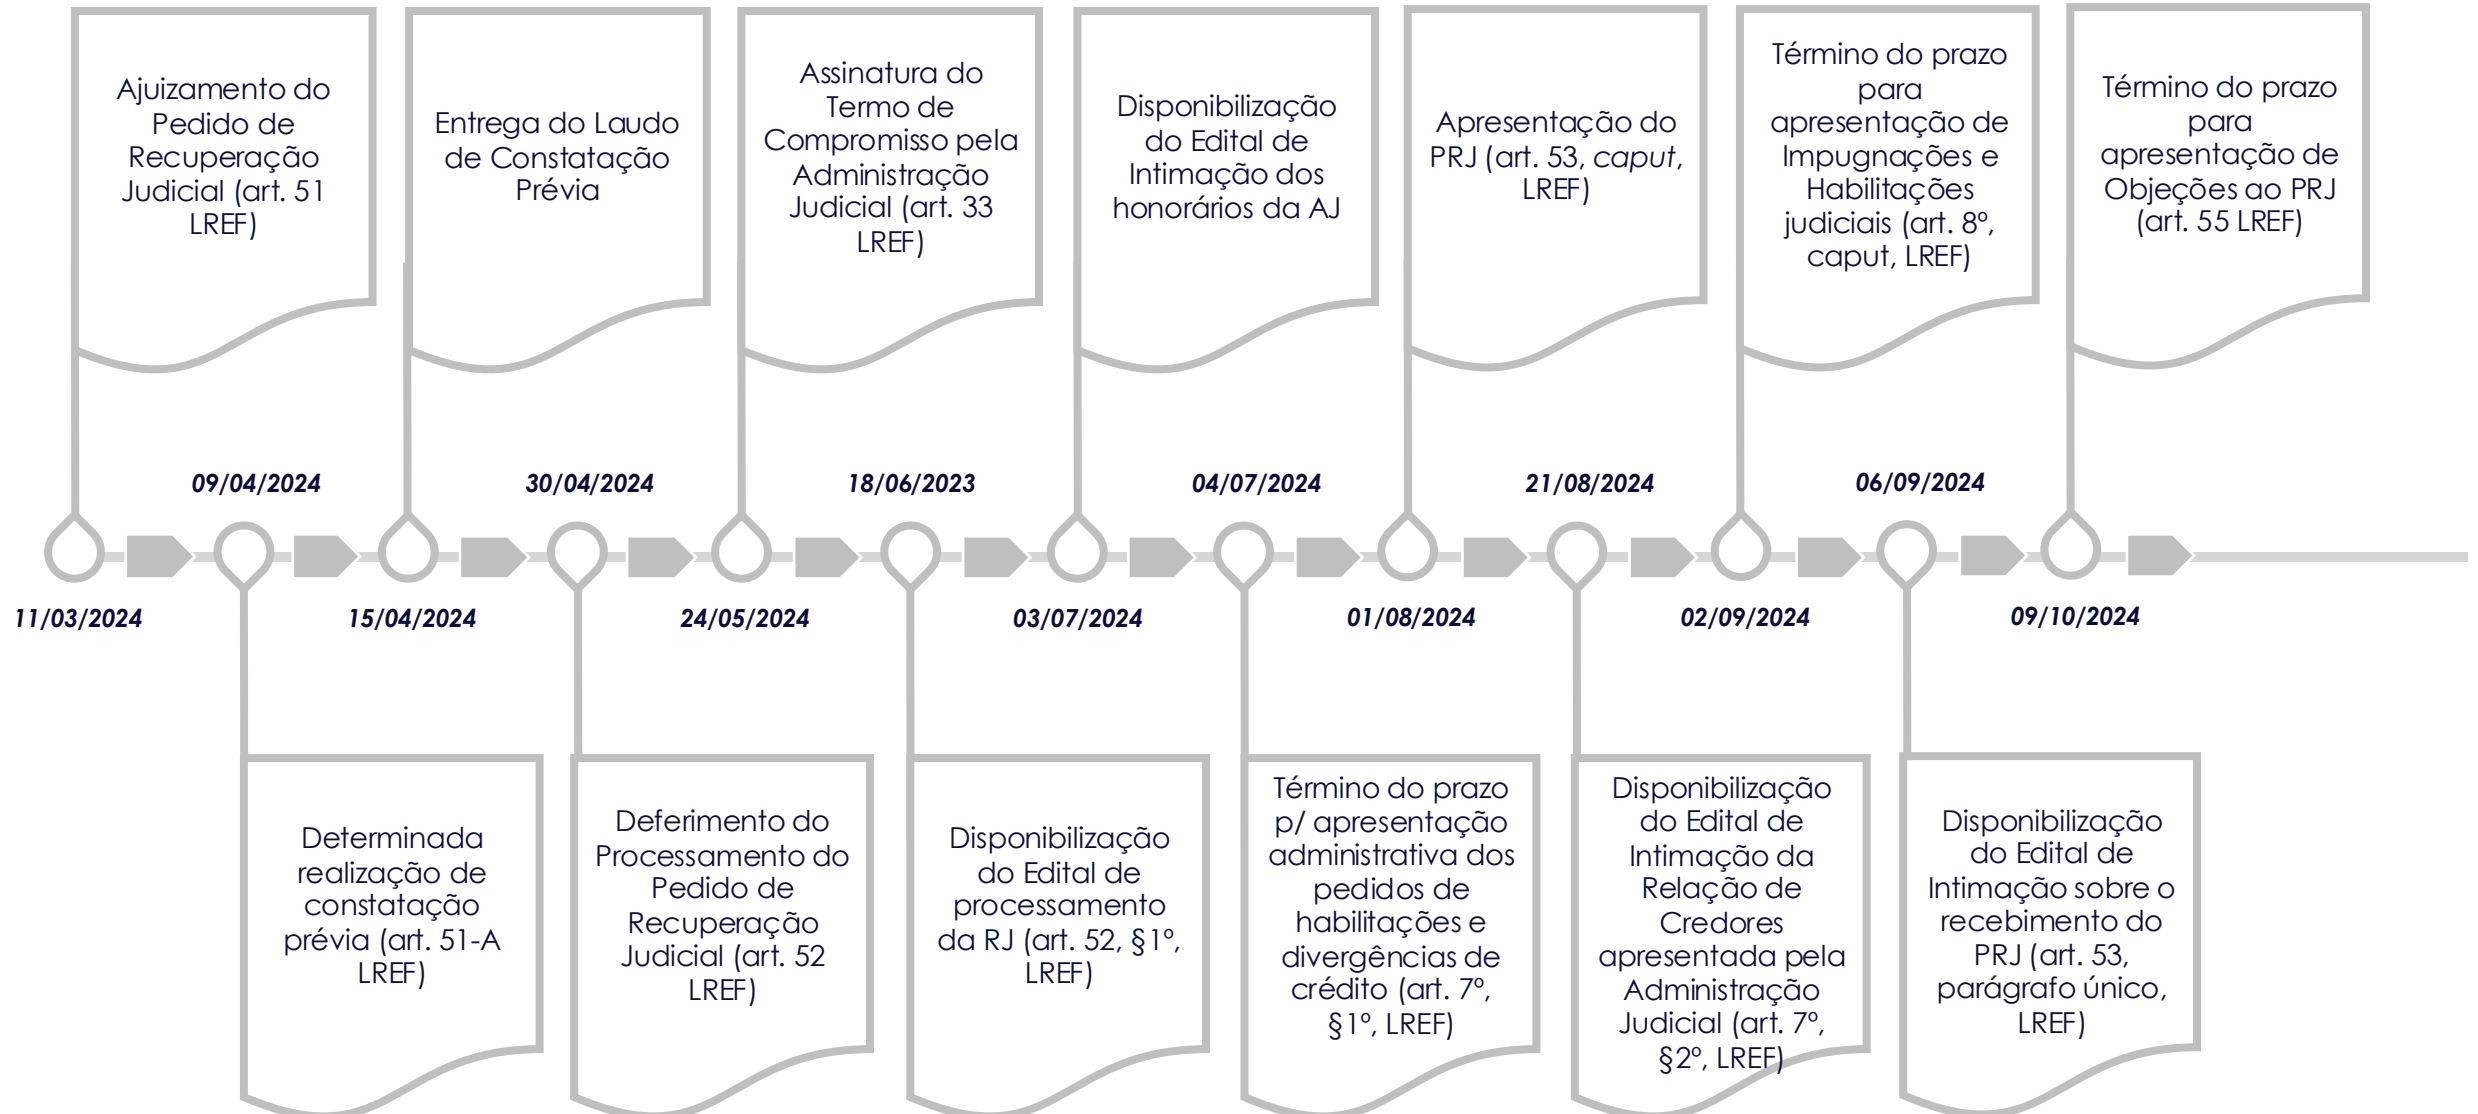 Ajuizamento do
Pedido de
Recuperação
Judicial (art. 51
LREF)
Entrega do Laudo
de Constatação
Prévia
Assinatura do
Termo de
Compromisso pela
Administração
Judicial (art. 33
LREF)
Disponibilização
do Edital de
Intimação dos
honorários da AJ
Apresentação do
PRJ (art. 53, caput,
LREF)
Término do prazo
para
apresentação de
Impugnações e
Habilitações
judiciais (art. 8º,
caput, LREF)
Término do prazo
para
apresentação de
Objeções ao PRJ
(art. 55 LREF)
09/04/2024
30/04/2024
18/06/2023
04/07/2024
21/08/2024
06/09/2024
11/03/2024
15/04/2024
24/05/2024
03/07/2024
01/08/2024
02/09/2024
09/10/2024
Determinada
realização de
constatação
prévia (art. 51-A
LREF)
Deferimento do
Processamento do
Pedido de
Recuperação
Judicial (art. 52
LREF)
Disponibilização
do Edital de
processamento
da RJ (art. 52, §1º,
LREF)
Término do prazo
p/ apresentação
administrativa dos
pedidos de
habilitações e
divergências de
crédito (art. 7º,
§1º, LREF)
Disponibilização
do Edital de
Intimação da
Relação de
Credores
apresentada pela
Administração
Judicial (art. 7º,
§2º, LREF)
Disponibilização
do Edital de
Intimação sobre o
recebimento do
PRJ (art. 53,
parágrafo único,
LREF)